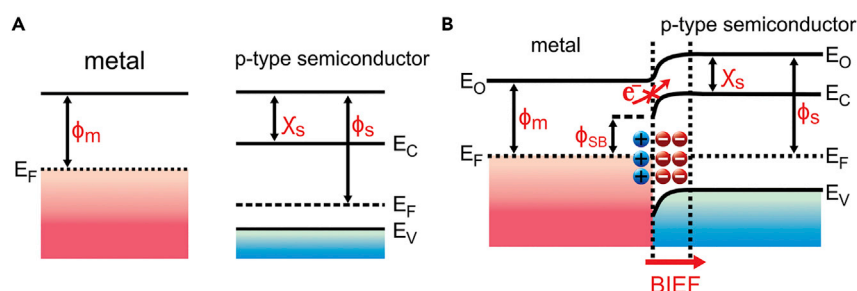 A
metal
p-type semiconductor
ϕm
χs
ϕs
EC
EF
EF
EV
B
p-type semiconductor
metal
EO
EO
e-
χs
EC
ϕm
ϕSB
ϕs
EF
+ − −
EF
+ − −
+ − −
EV
BIEF